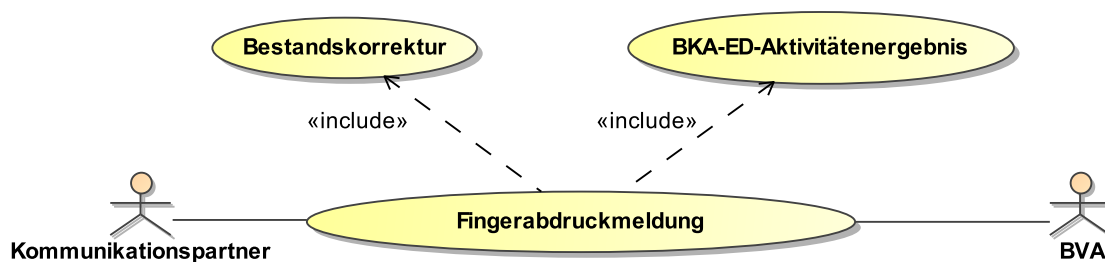 Bestandskorrektur
BKA-ED-Aktivitätenergebnis
«include»
«include»
Fingerabdruckmeldung
Kommunikationspartner
BVA